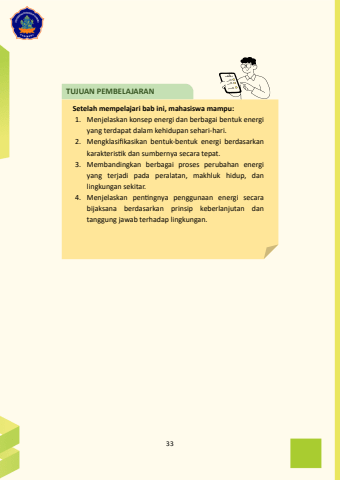 TUJUAN PEMBELAJARAN
Setelah mempelajari bab ini, mahasiswa mampu:
1. Menjelaskan konsep energi dan berbagai bentuk energi
yang terdapat dalam kehidupan sehari-hari.
2. Mengklasifikasikan bentuk-bentuk energi berdasarkan
karakteristik dan sumbernya secara tepat.
3. Membandingkan berbagai proses perubahan energi
yang terjadi pada peralatan, makhluk hidup, dan
lingkungan sekitar.
4. Menjelaskan pentingnya penggunaan energi secara
bijaksana berdasarkan prinsip keberlanjutan dan
tanggung jawab terhadap lingkungan.
33